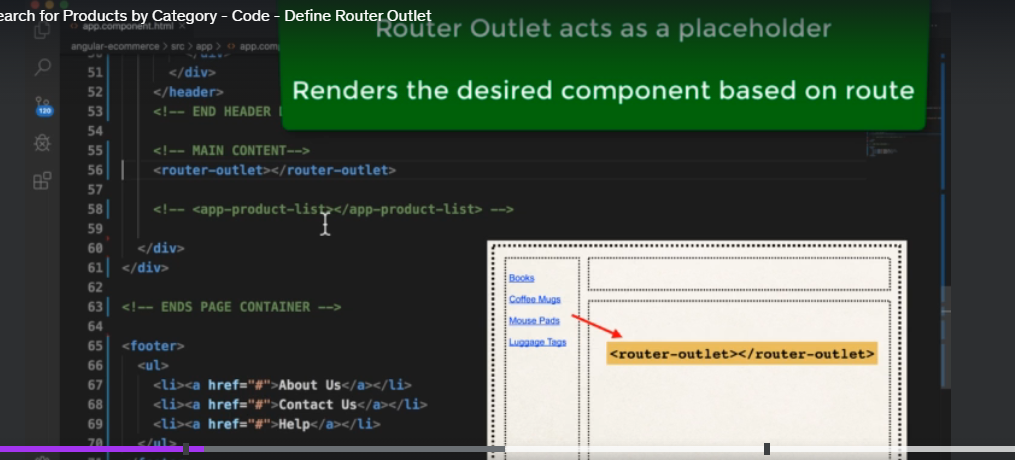 earch for Products by Category - Code - Define Router Outlet
app.component.html
angular-ecommerce > src > app > app.com
Router Outlet acts as a placeholder
Renders the desired component based on route
51 </div>
52 </header>
53 <!-- END HEADER
54
55 <!-- MAIN CONTENT-->
56 <router-outlet></router-outlet>
57
58 <!-- <app-product-list></app-product-list> -->
59
60 </div>
61 </div>
62
63 <!-- ENDS PAGE CONTAINER -->
64
65 <footer>
66 <ul>
67 <li><a href="#">About Us</a></li>
68 <li><a href="#">Contact Us</a></li>
69 <li><a href="#">Help</a></li>
70 </ul>
120
Books
Coffee Mugs
Mouse Pads
Luggage Tags
<router-outlet></router-outlet>